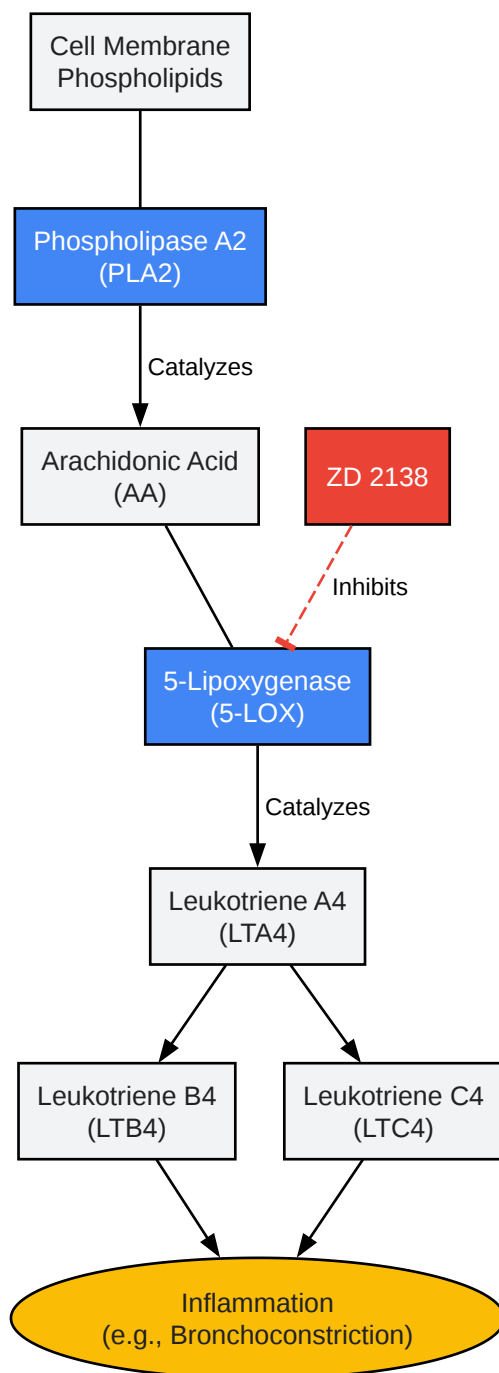 Cell Membrane
Phospholipids
Phospholipase A2
(PLA2)
Catalyzes
Arachidonic Acid
(AA)
ZD 2138
Inhibits
5-Lipoxygenase
(5-LOX)
Catalyzes
Leukotriene A4
(LTA4)
Leukotriene B4
(LTB4)
Leukotriene C4
(LTC4)
Inflammation
(e.g., Bronchoconstriction)